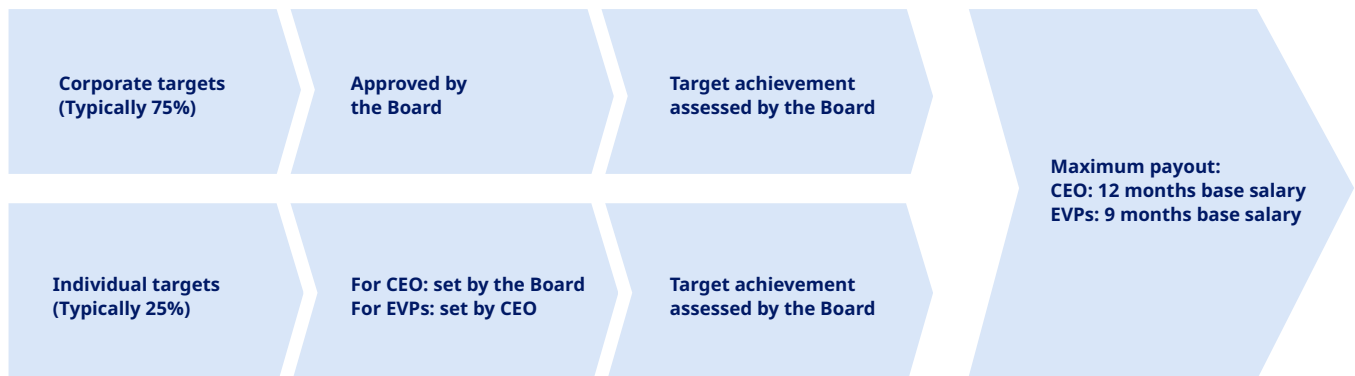 Corporate targets
(Typically 75%)
Approved by
the Board
Target achievement
assessed by the Board
Individual targets
(Typically 25%)
For CEO: set by the Board
For EVPs: set by CEO
Target achievement
assessed by the Board
Maximum payout:
CEO: 12 months base salary
EVPs: 9 months base salary